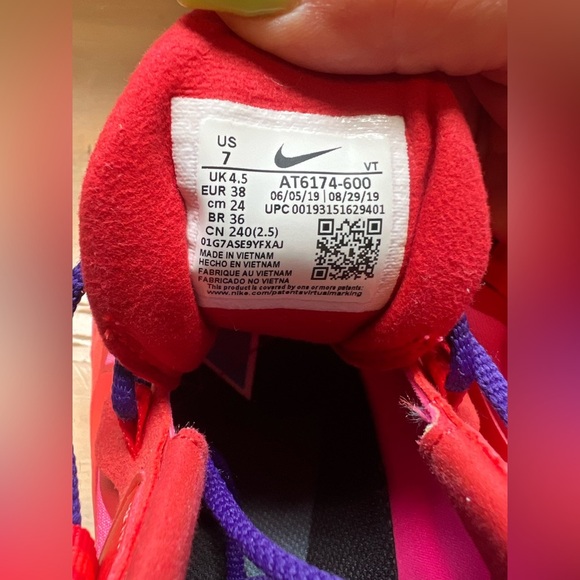 US
7
VT
UK 4.5
EUR 38
cm 24
BR 36
CN 240(2.5)
AT6174-600
06/05/19 | 08/29/19
UPC 00193151629401
01G7ASE9YFXAJ
MADE IN VIETNAM
HECHO EN VIETNAM
FABRIQUE AU VIETNAM
FABRICADO NO VIETNA
This product is covered by one or more patents:
www.nike.com/patentsvirtualmarking